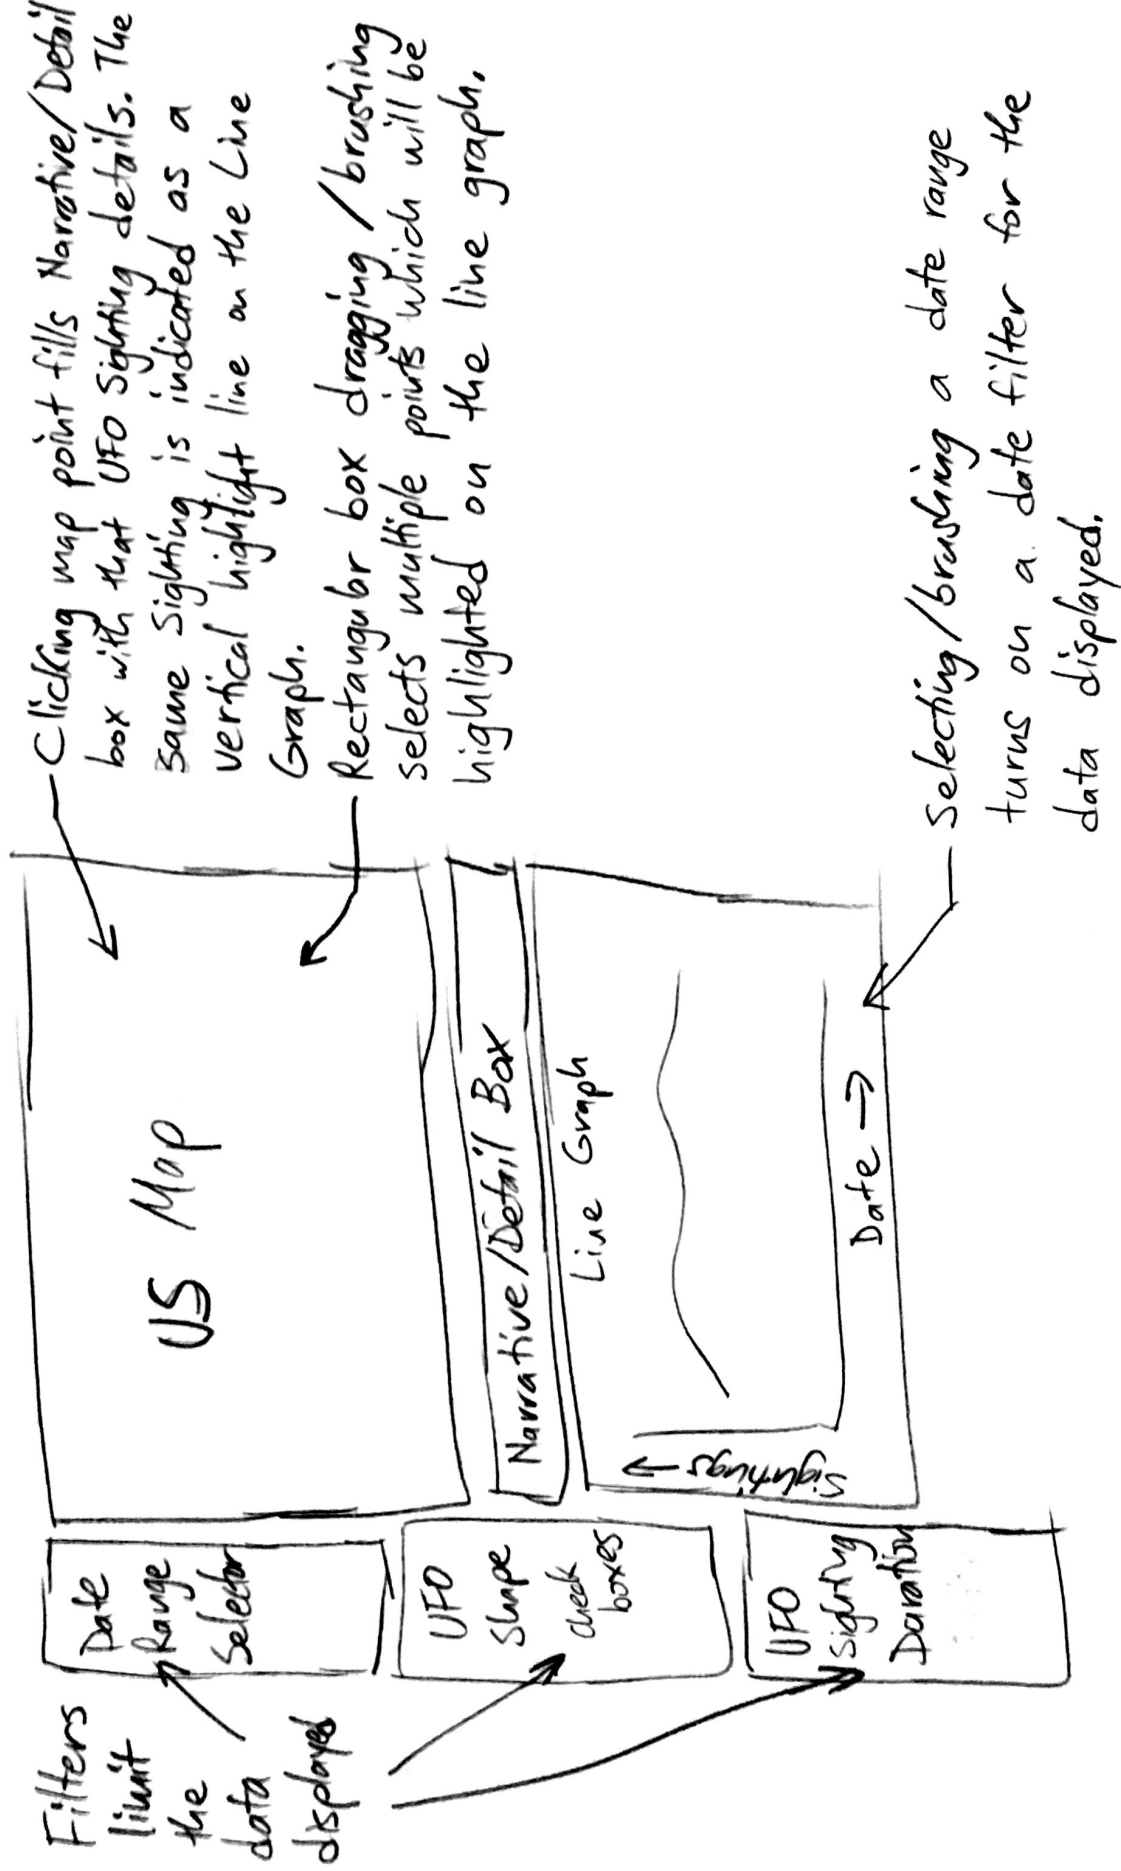 Filters
limit
the
data
displayed
Date
Range
Selector
UFO
Shape
check
boxes
UFO
Sighting
Duration
US Map
Narrative/Detail Box
Line Graph
Sightings →
Date →
Clicking map point fills Narrative/Detail
box with that UFO Sighting details. The
same Sighting is indicated as a
vertical highlight line on the Line
Graph.
Rectangular box dragging/brushing
selects multiple points which will be
highlighted on the line graph.
Selecting/brushing a date range
turns on a date filter for the
data displayed.